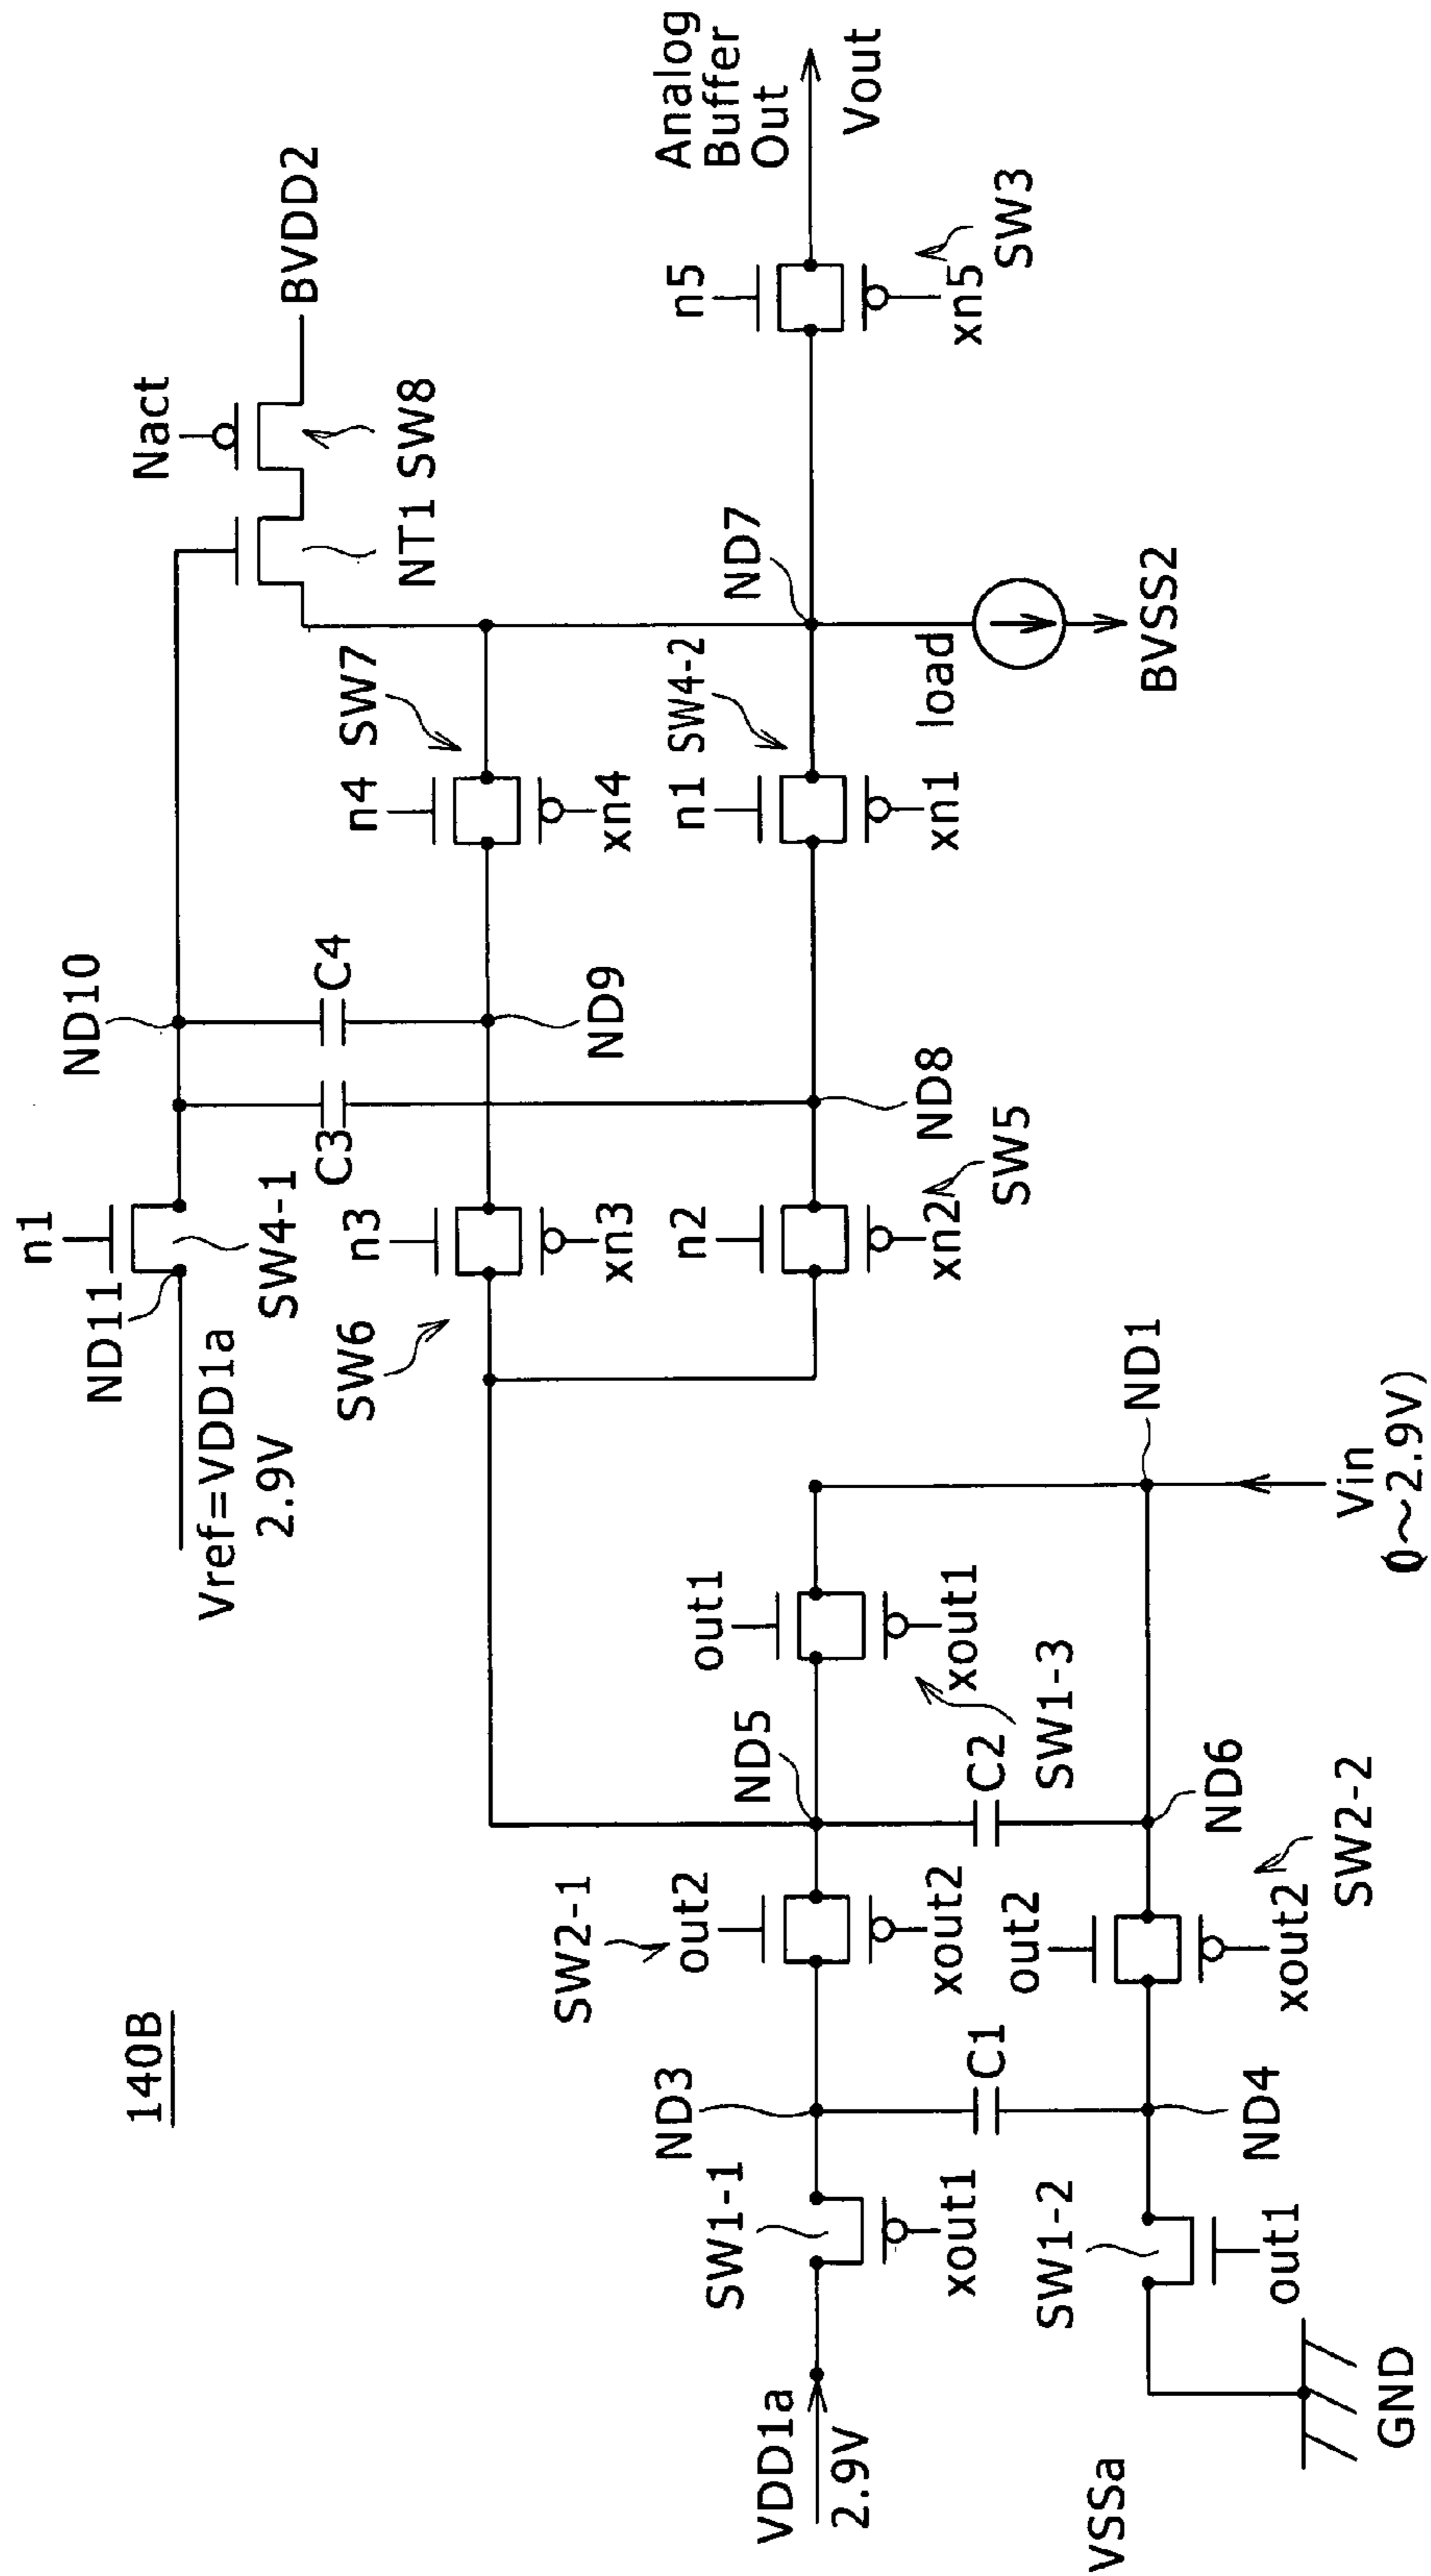 140B
n1
ND11
SW4-1
Vref=VDD1a
2.9V
ND10
C3
C4
Nact
NT1
SW8
BVDD2
SW6
n3
xn3
ND9
n4
SW7
xn4
n2
xn2
SW5
ND8
n1
SW4-2
xn1
ND7
load
BVSS2
n5
xn5
SW3
Analog
Buffer
Out
Vout
VDD1a
2.9V
SW1-1
xout1
ND3
C1
SW2-1
out2
xout2
ND5
C2
out1
xout1
SW1-3
VSSa
GND
SW1-2
out1
ND4
out2
xout2
SW2-2
ND6
ND1
Vin
(0~2.9V)